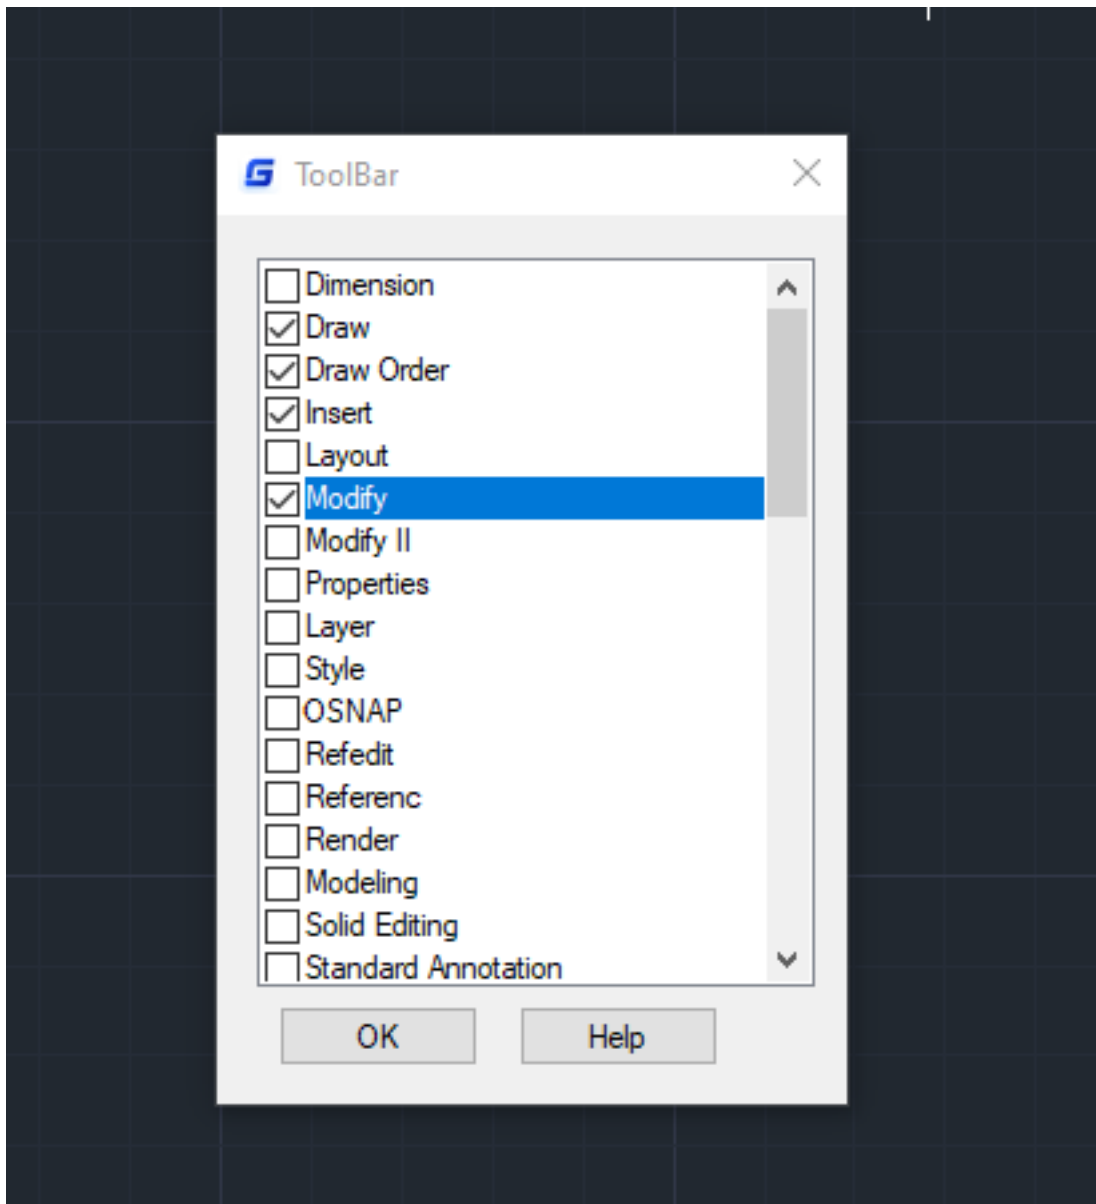 ToolBar
Dimension
Draw
Draw Order
Insert
Layout
Modify
Modify II
Properties
Layer
Style
OSNAP
Refedit
Referenc
Render
Modeling
Solid Editing
Standard Annotation
OK Help